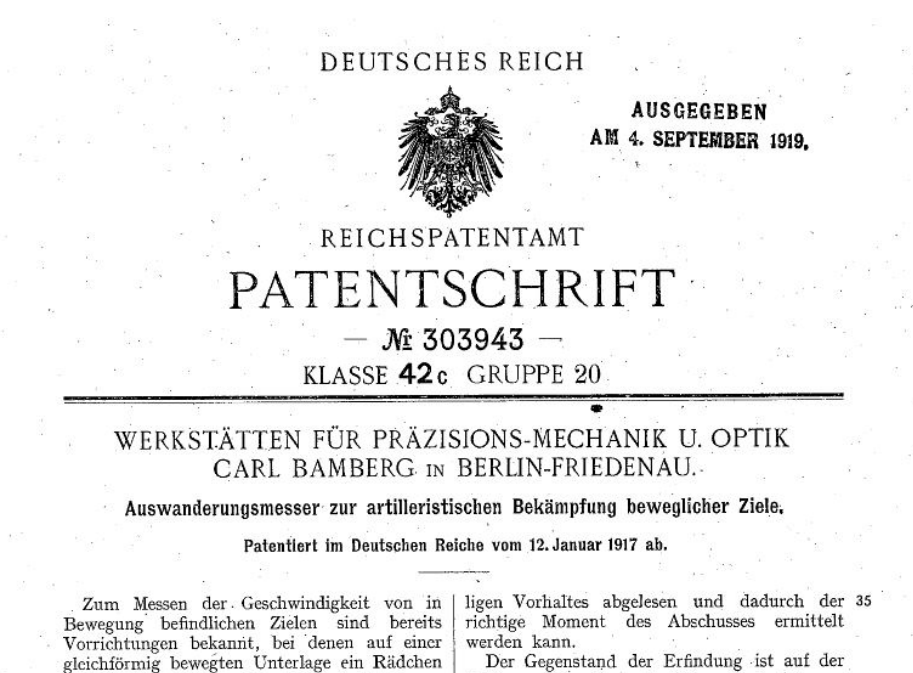 DEUTSCHES REICH
AUSGEGEBEN
AM 4. SEPTEMBER 1919.
REICHSPATENTAMT
PATENTSCHRIFT
— № 303943 —
KLASSE 42c GRUPPE 20
WERKSTÄTTEN FÜR PRÄZISIONS-MECHANIK U. OPTIK
CARL BAMBERG IN BERLIN-FRIEDENAU.
Auswanderungsmesser zur artilleristischen Bekämpfung beweglicher Ziele.
Patentiert im Deutschen Reiche vom 12. Januar 1917 ab.
Zum Messen der Geschwindigkeit von in
Bewegung befindlichen Zielen sind bereits
Vorrichtungen bekannt, bei denen auf einer
gleichförmig bewegten Unterlage ein Rädchen
ligen Vorhaltes abgelesen und dadurch der 35
richtige Moment des Abschusses ermittelt
werden kann.
Der Gegenstand der Erfindung ist auf der